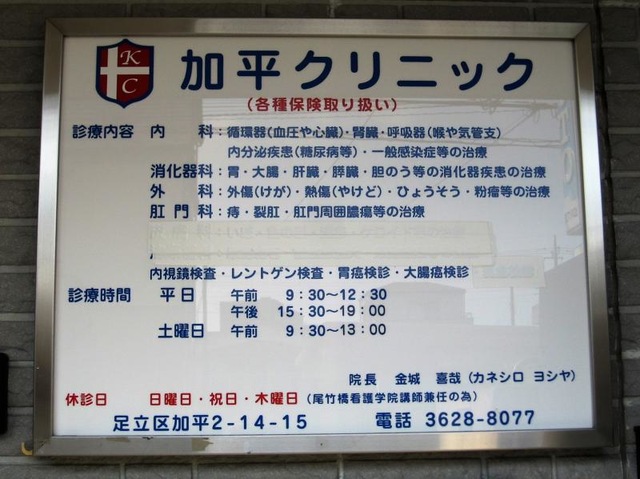 K
C
加平クリニック
(各種保険取り扱い)
診療内容 内 科：循環器(血圧や心臓)・腎臓・呼吸器(喉や気管支)
内分泌疾患(糖尿病等)・一般感染症等の治療
消化器科：胃・大腸・肝臓・膵臓・胆のう等の消化器疾患の治療
外 科：外傷(けが)・熱傷(やけど)・ひょうそう・粉瘤等の治療
肛門科：痔・裂肛・肛門周囲膿瘍等の治療
内視鏡検査・レントゲン検査・胃癌検診・大腸癌検診
診療時間 平日 午前 9:30〜12:30
午後 15:30〜19:00
土曜日 午前 9:30〜13:00
院長 金城 喜哉(カネシロ ヨシヤ)
休診日 日曜日・祝日・木曜日(尾竹橋看護学院講師兼任の為)
足立区加平2-14-15 電話 3628-8077